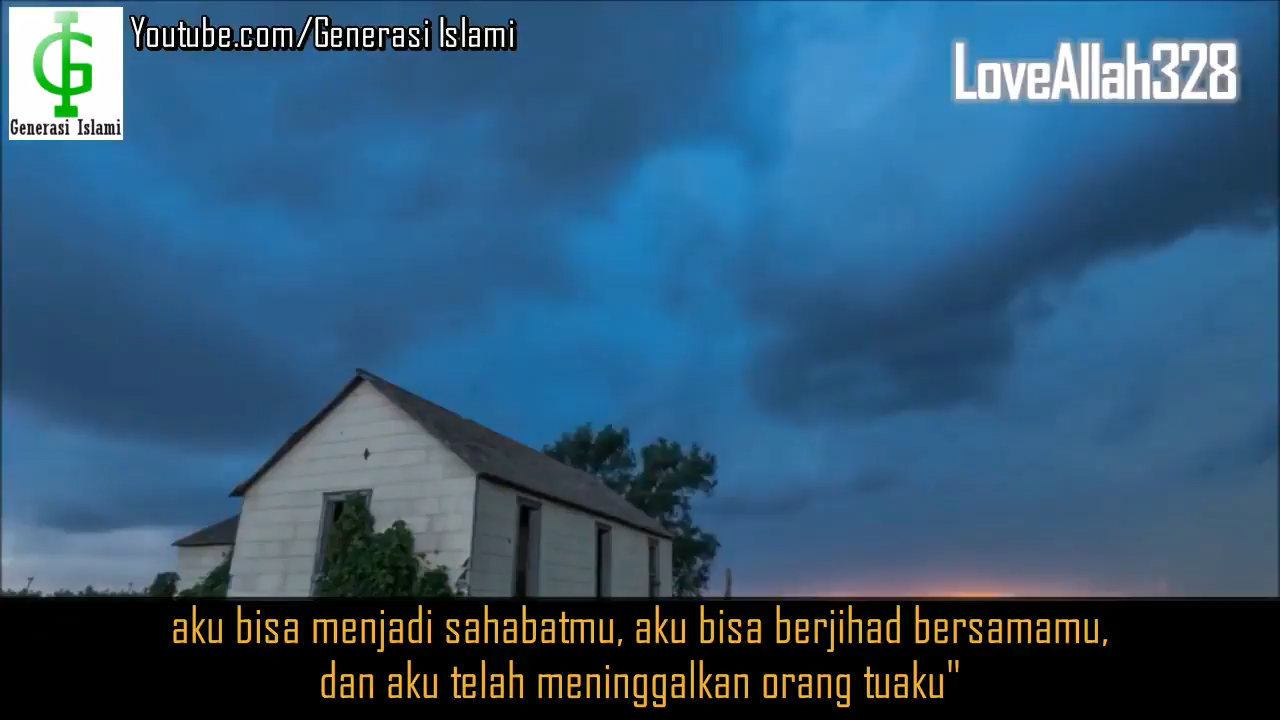 Youtube.com/Generasi Islami
GI
Generasi Islami
LoveAllah328
aku bisa menjadi sahabatmu, aku bisa berjihad bersamamu,
dan aku telah meninggalkan orang tuaku"